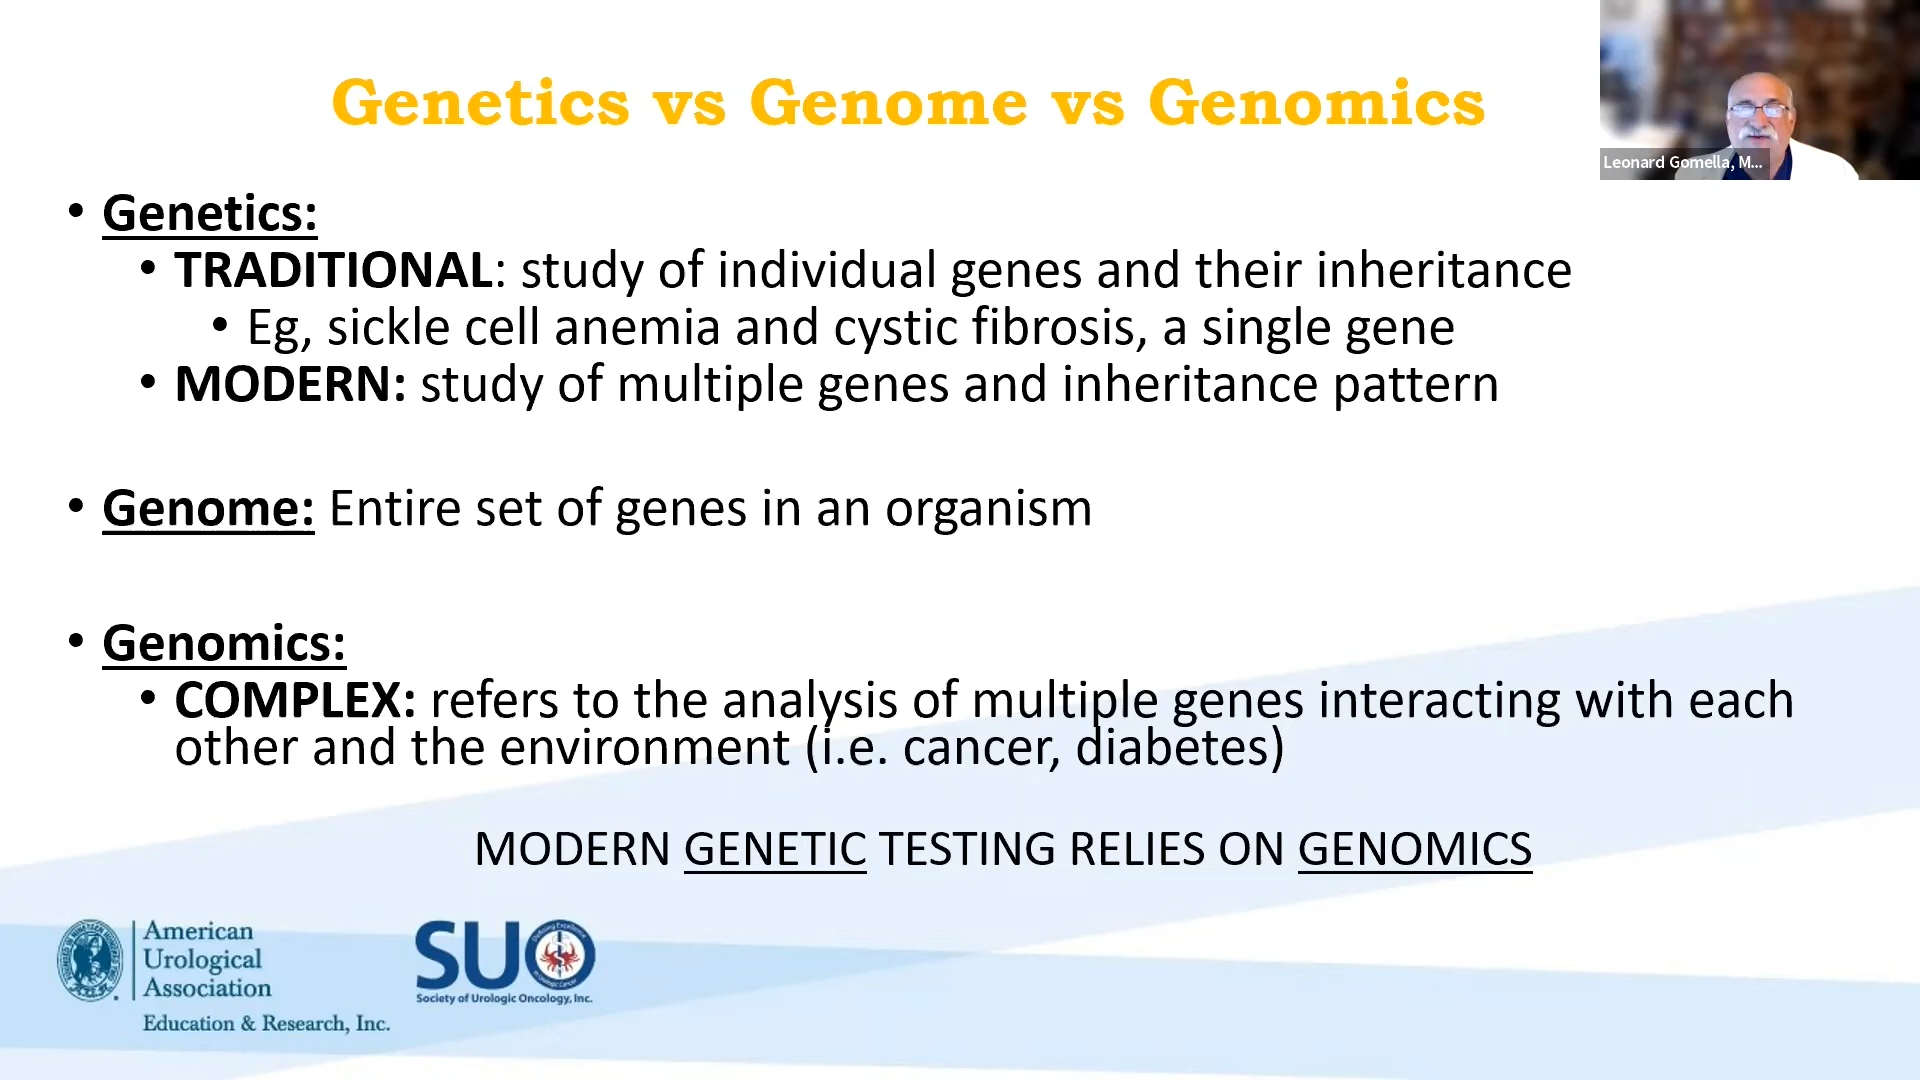 Genetics vs Genome vs Genomics
Leonard Gomella, M...
• Genetics:
• TRADITIONAL: study of individual genes and their inheritance
• Eg, sickle cell anemia and cystic fibrosis, a single gene
• MODERN: study of multiple genes and inheritance pattern
• Genome: Entire set of genes in an organism
• Genomics:
• COMPLEX: refers to the analysis of multiple genes interacting with each
other and the environment (i.e. cancer, diabetes)
MODERN GENETIC TESTING RELIES ON GENOMICS
American
Urological
Association
Education & Research, Inc.
SUO
Society of Urologic Oncology, Inc.